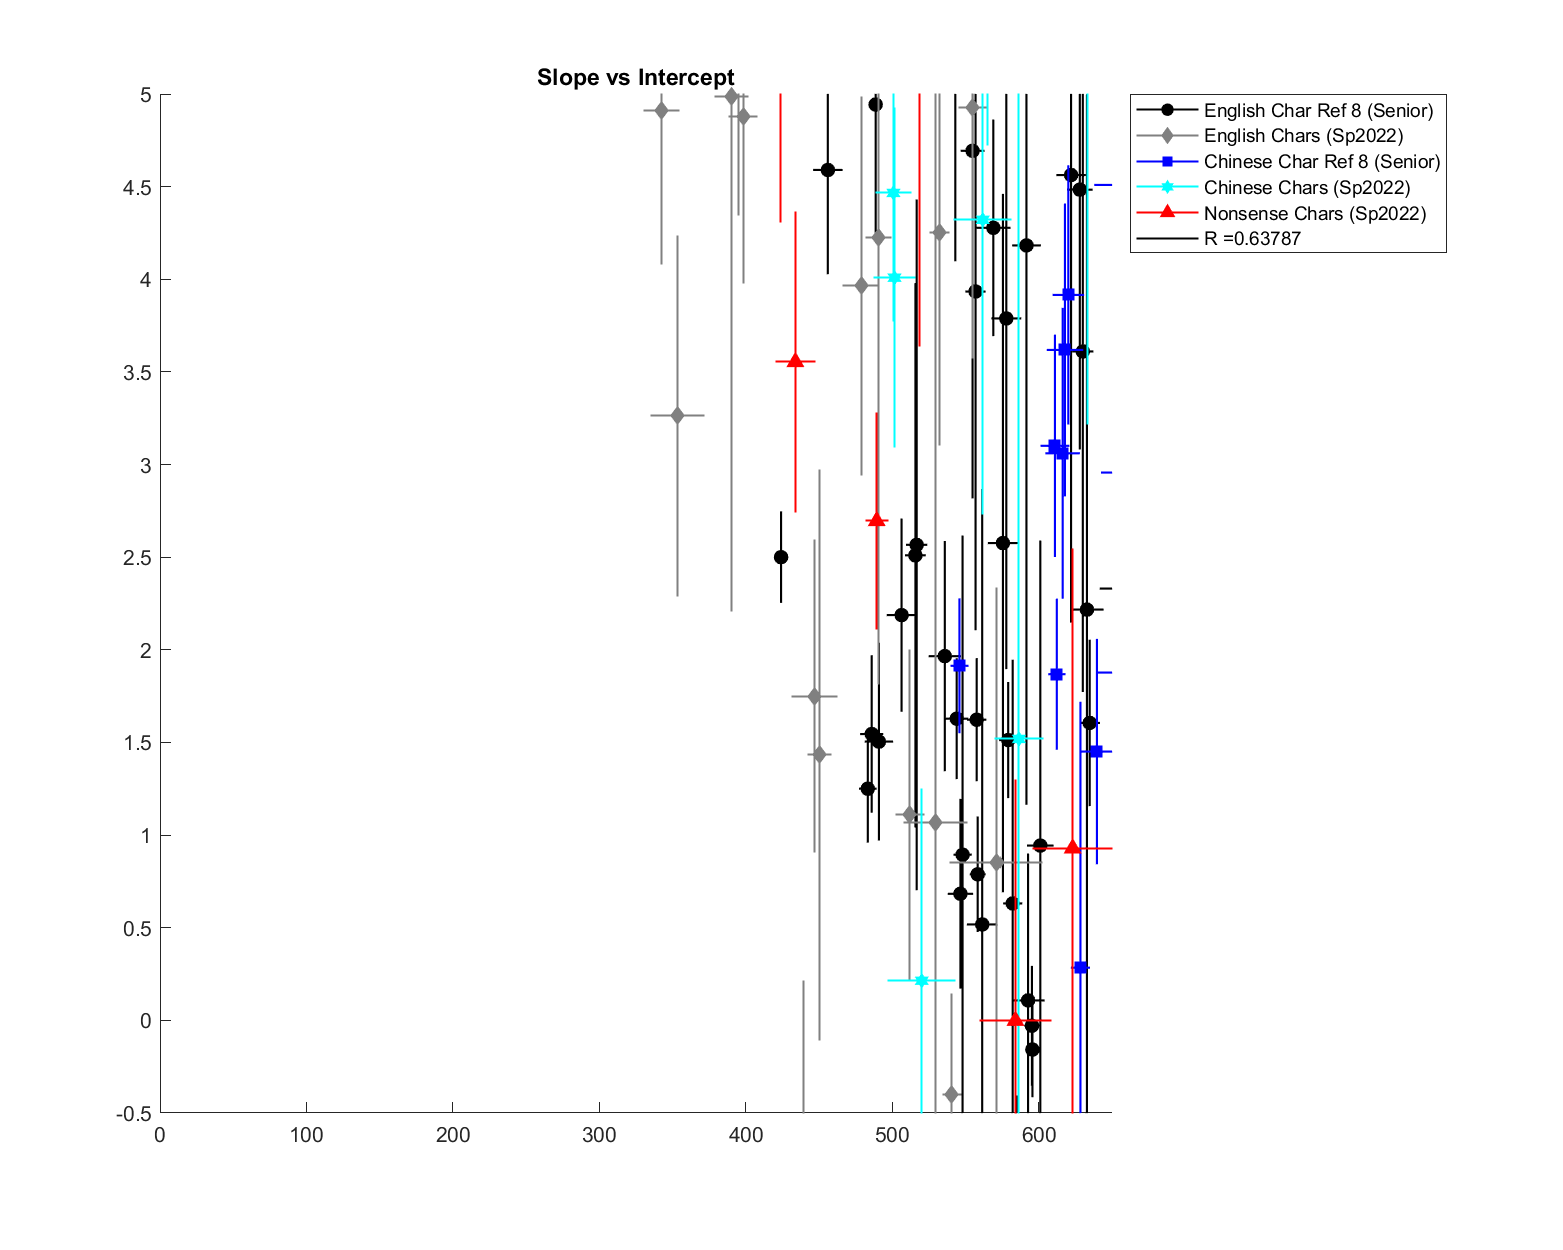 Slope vs Intercept
5
4.5
4
3.5
3
2.5
2
1.5
1
0.5
0
-0.5
0 100 200 300 400 500 600
English Char Ref 8 (Senior)
English Chars (Sp2022)
Chinese Char Ref 8 (Senior)
Chinese Chars (Sp2022)
Nonsense Chars (Sp2022)
R =0.63787